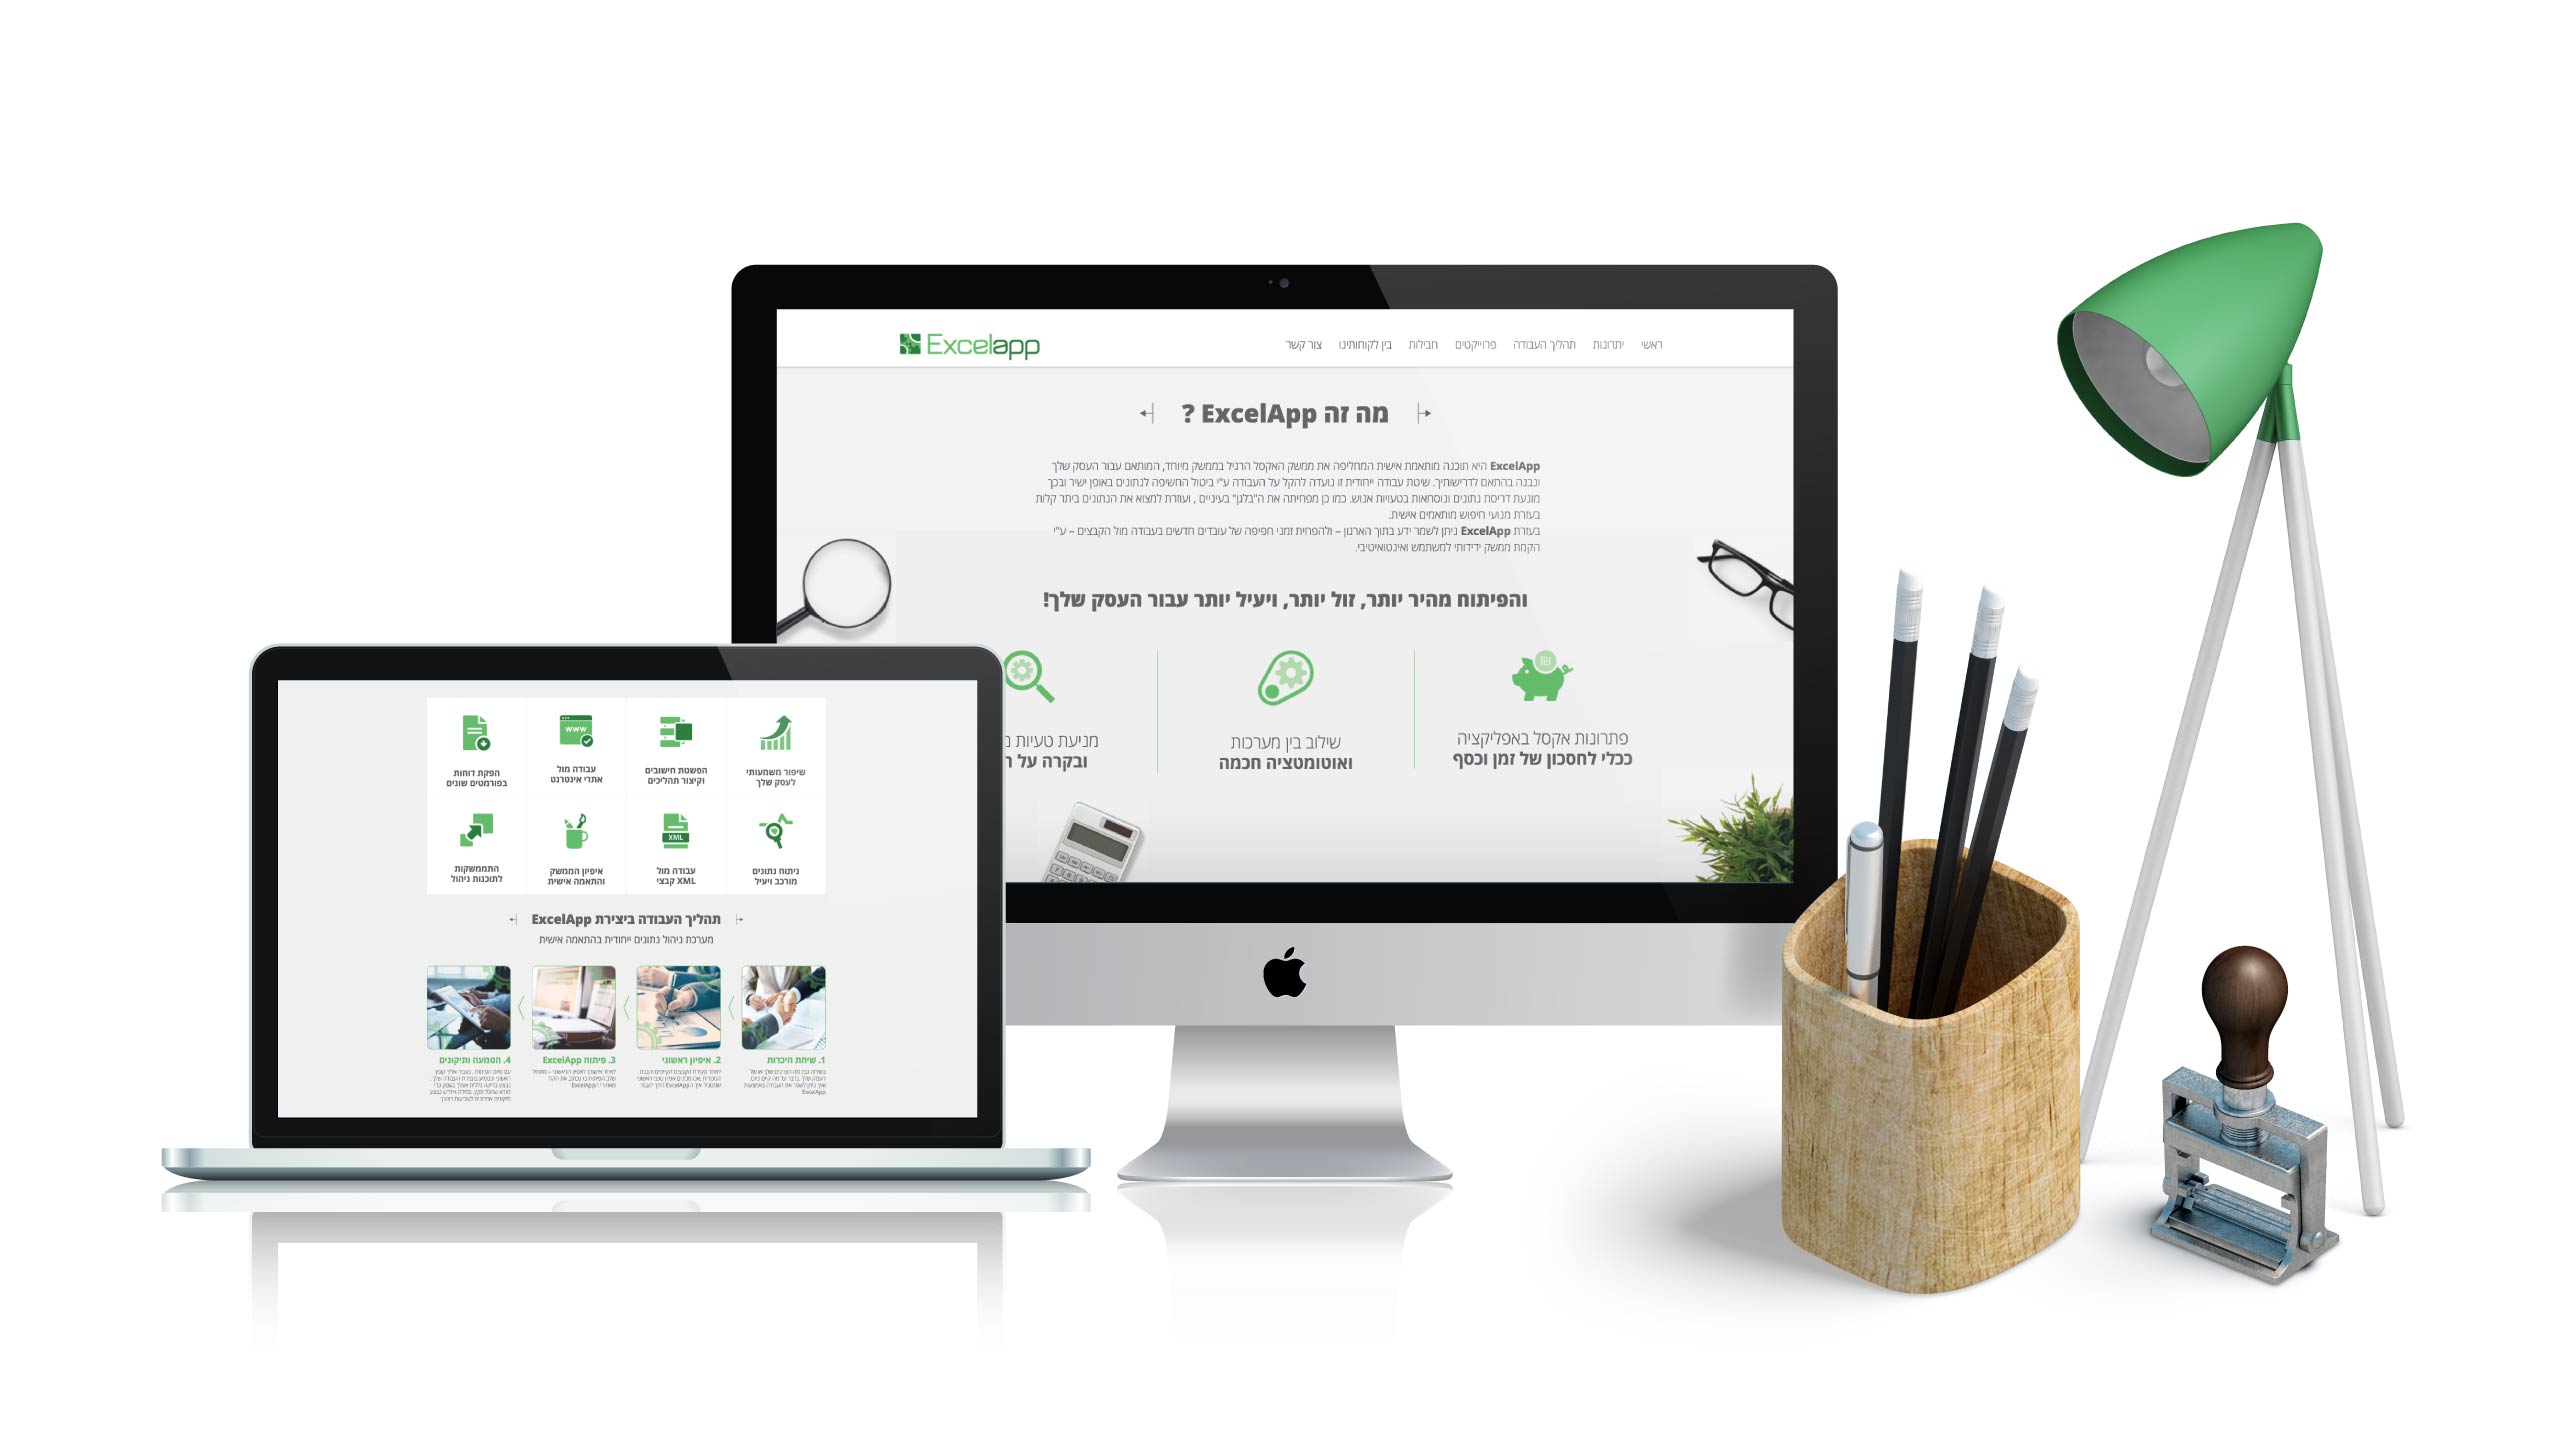 Excelapp
ראשי יתרונות תהליך העבודה פרוייקטים חבילות בין לקוחותינו צור קשר
מה זה ExcelApp ?
ExcelApp היא תוכנה מותאמת אישית המחליפה את ממשק האקסל הרגיל בממשק מיוחד, המותאם עבור העסק שלך
ונבנה בהתאם לדרישותיך. שיטת עבודה ייחודית זו נועדה להקל על העבודה ע"י ביטול החשיפה לנתונים באופן ישיר ובכך
מונעת דריסת נתונים ונוסחאות בטעויות אנוש. כמו כן מפחיתה את ה"בלגן" בעיניים , ועוזרת למצוא את הנתונים ביתר קלות
בעזרת מנועי חיפוש מותאמים אישית.
בעזרת ExcelApp ניתן לשמר ידע בתוך הארגון – ולהפחית זמני חפיפה של עובדים חדשים בעבודה מול הקבצים – ע"י
הקמת ממשק ידידותי למשתמש ואינטואיטיבי.
והפיתוח מהיר יותר, זול יותר, ויעיל יותר עבור העסק שלך!
פתרונות אקסל באפליקציה
ככלי לחסכון של זמן וכסף
שילוב בין מערכות
ואוטומטציה חכמה
מניעת טעויות
ובקרה על
שיפור משמעותי
לעסק שלך
הפשטת חישובים
וקיצור תהליכים
www
עבודה מול
אתרי אינטרנט
הפקת דוחות
בפורמטים שונים
ניתוח נתונים
מורכב ויעיל
XML
עבודה מול
קבצי XML
איפיון הממשק
והתאמה אישית
התממשקות
לתוכנות ניהול
תהליך העבודה ביצירת ExcelApp
מערכת ניהול נתונים ייחודית בהתאמה אישית
1. שיחת היכרות
2. איפיון ראשוני
3. פיתוח ExcelApp
4. הטמעה ותיקונים